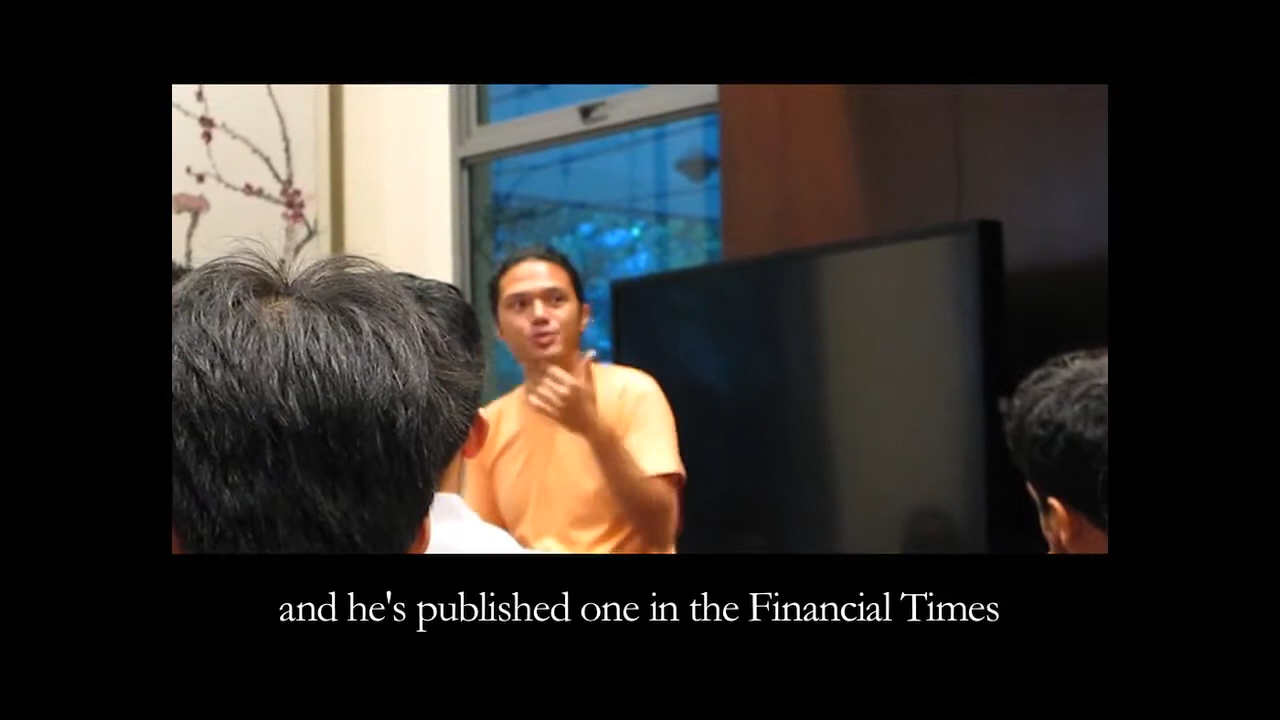 and he's published one in the Financial Times